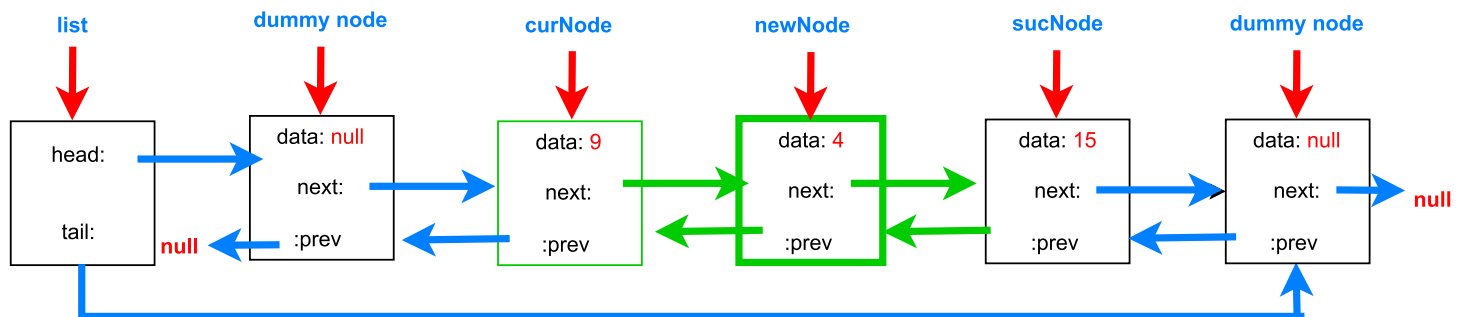 list
dummy node
curNode
newNode
sucNode
dummy node
head:
tail:
null
data: null
next:
:prev
data: 9
next:
:prev
data: 4
next:
:prev
data: 15
next:
:prev
data: null
next:
:prev
null